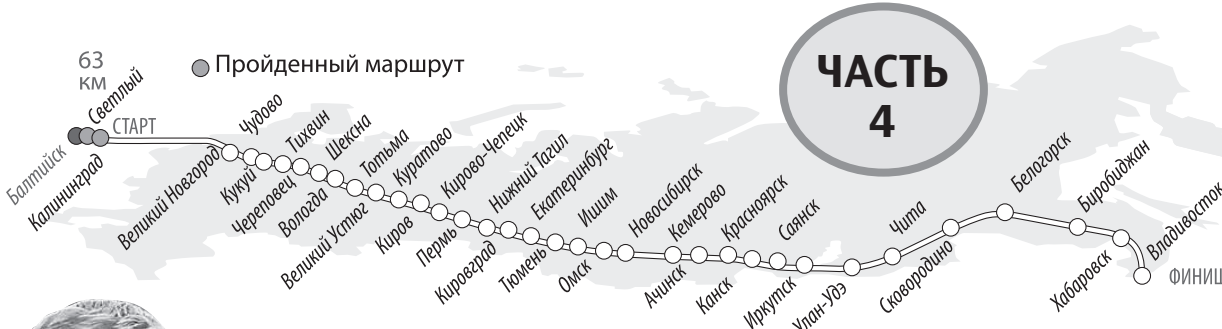 63
км
Пройденный маршрут
ЧАСТЬ
4
Балтийск
Светлый
Калининград
СТАРТ
Великий Новгород
Чудово
Кукуй
Тихвин
Череповец
Шексна
Вологда
Тотьма
Великий Устюг
Куратово
Киров
Кирово-Чепецк
Пермь
Нижний Тагил
Кировград
Екатеринбург
Тюмень
Ишим
Омск
Новосибирск
Ачинск
Кемерово
Канск
Красноярск
Иркутск
Саянск
Улан-Удэ
Чита
Сковородино
Белогорск
Хабаровск
Биробиджан
Владивосток
ФИНИШ